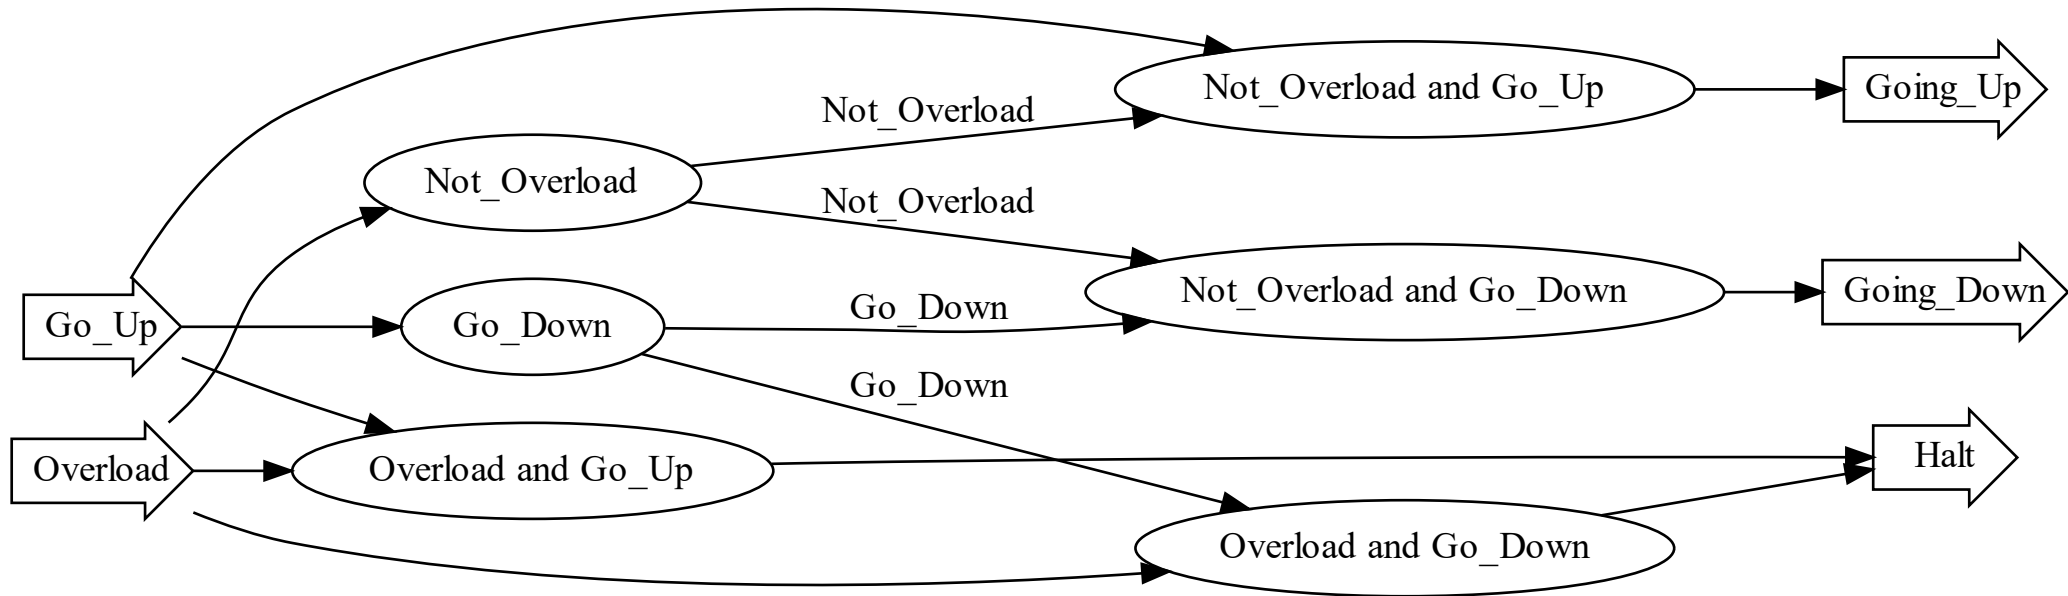 Not_Overload and Go_Up
Going_Up
Not_Overload
Not_Overload
Not_Overload
Go_Up
Go_Down
Go_Down
Not_Overload and Go_Down
Going_Down
Go_Down
Overload
Overload and Go_Up
Halt
Overload and Go_Down